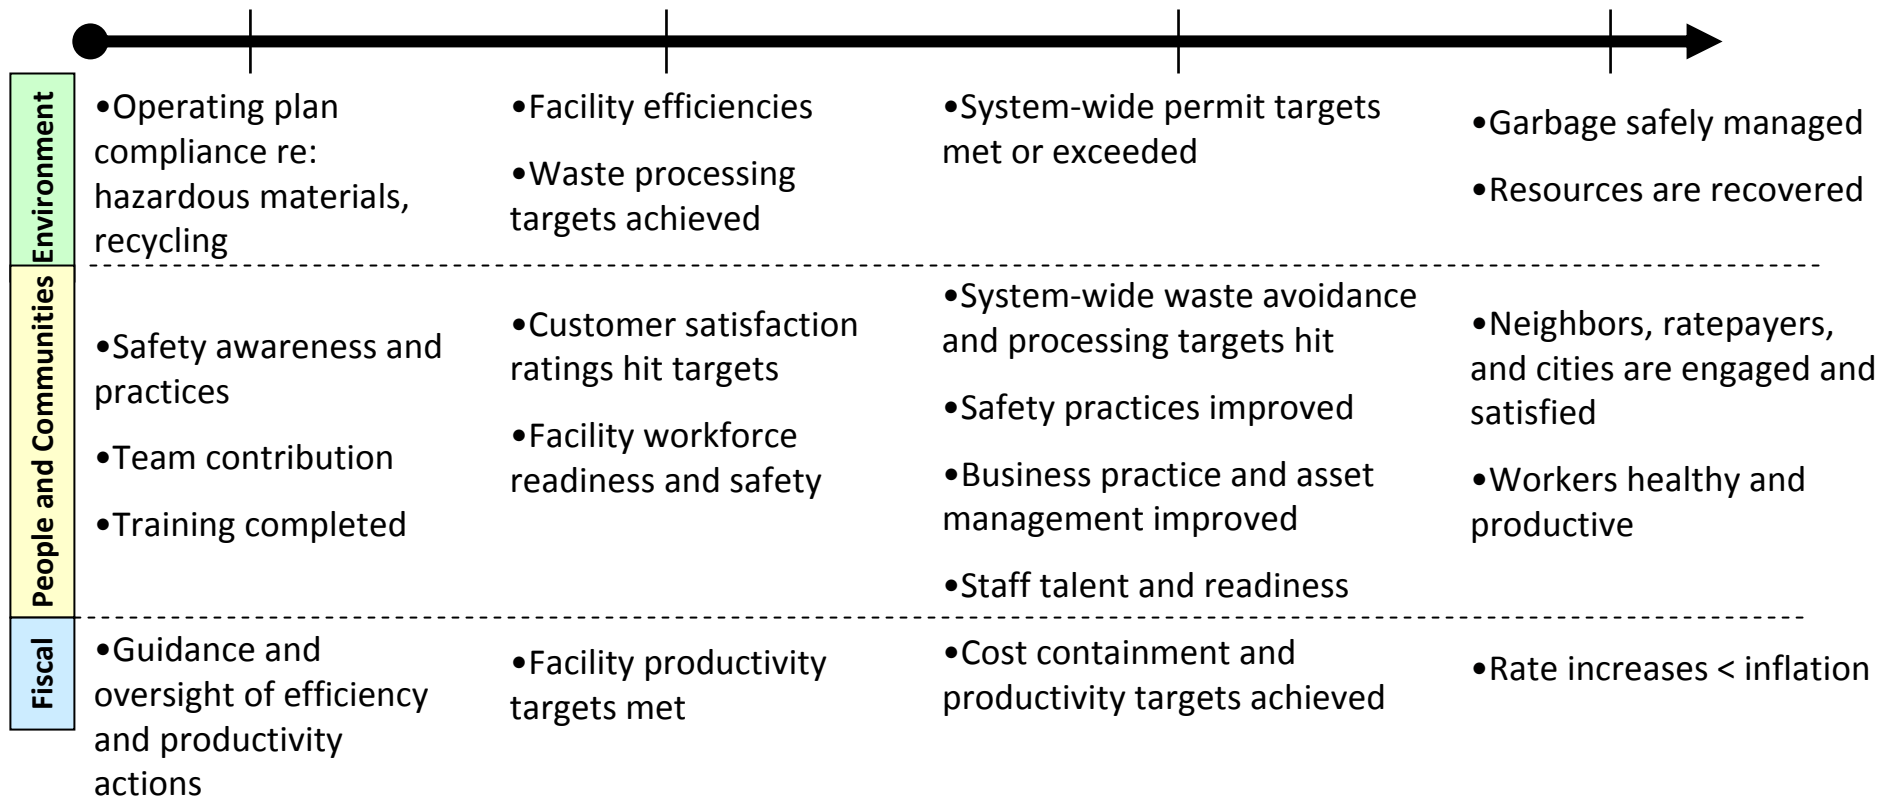 Environment
•Operating plan
compliance re:
hazardous materials,
recycling
•Facility efficiencies
•Waste processing
targets achieved
•System-wide permit targets
met or exceeded
•Garbage safely managed
•Resources are recovered
People and Communities
•Safety awareness and
practices
•Team contribution
•Training completed
•Customer satisfaction
ratings hit targets
•Facility workforce
readiness and safety
•System-wide waste avoidance
and processing targets hit
•Safety practices improved
•Business practice and asset
management improved
•Staff talent and readiness
•Neighbors, ratepayers,
and cities are engaged and
satisfied
•Workers healthy and
productive
Fiscal
•Guidance and
oversight of efficiency
and productivity
actions
•Facility productivity
targets met
•Cost containment and
productivity targets achieved
•Rate increases < inflation